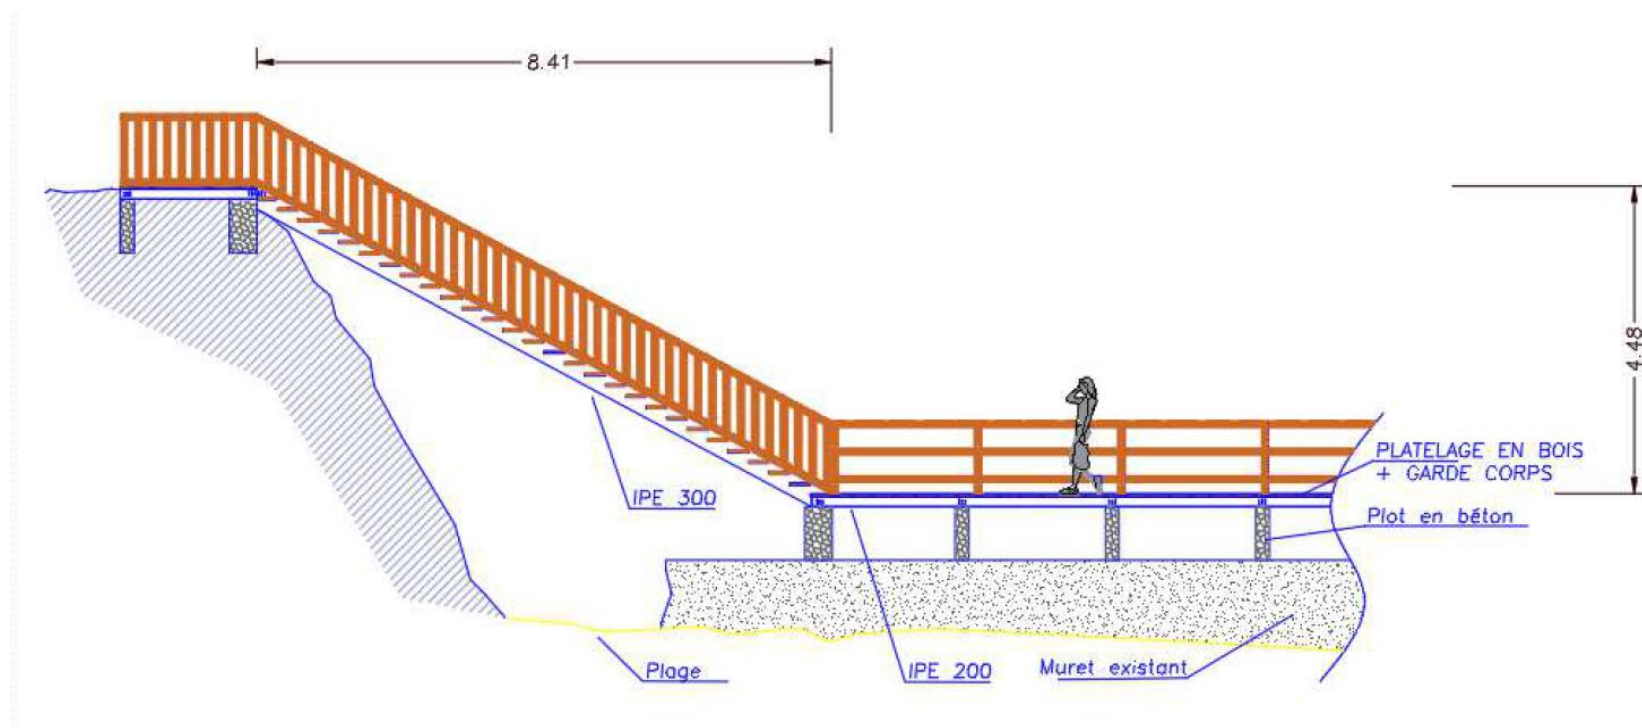 8.41
4.48
PLATELAGE EN BOIS
+ GARDE CORPS
IPE 300
Plot en béton
Plage
IPE 200
Muret existant